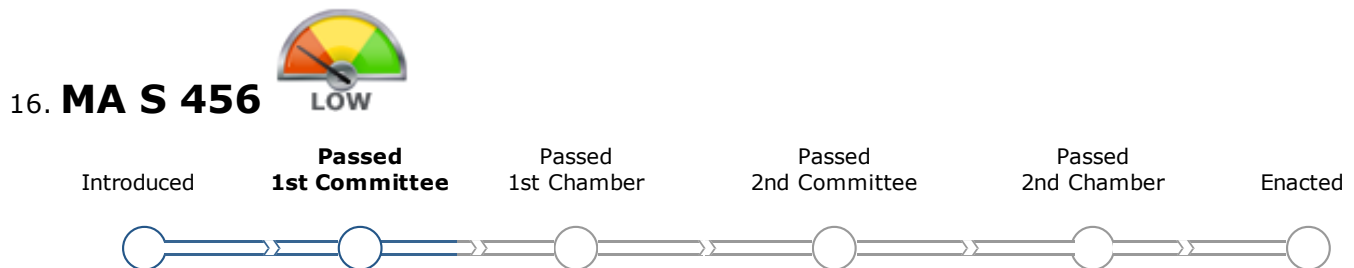 LOW
16. MA S 456
Introduced
Passed 1st Committee
Passed 1st Chamber
Passed 2nd Committee
Passed 2nd Chamber
Enacted